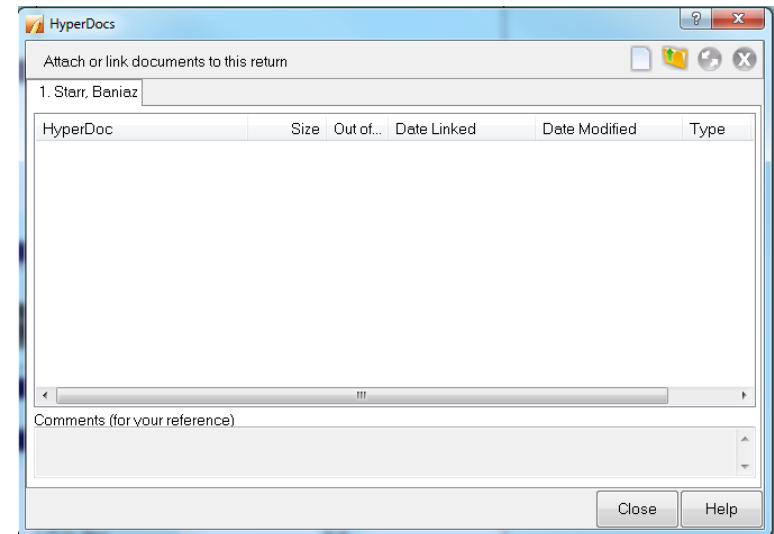 HyperDocs
Attach or link documents to this return
1. Starr, Baniaz
HyperDoc Size Out of... Date Linked Date Modified Type
Comments (for your reference)
Close Help